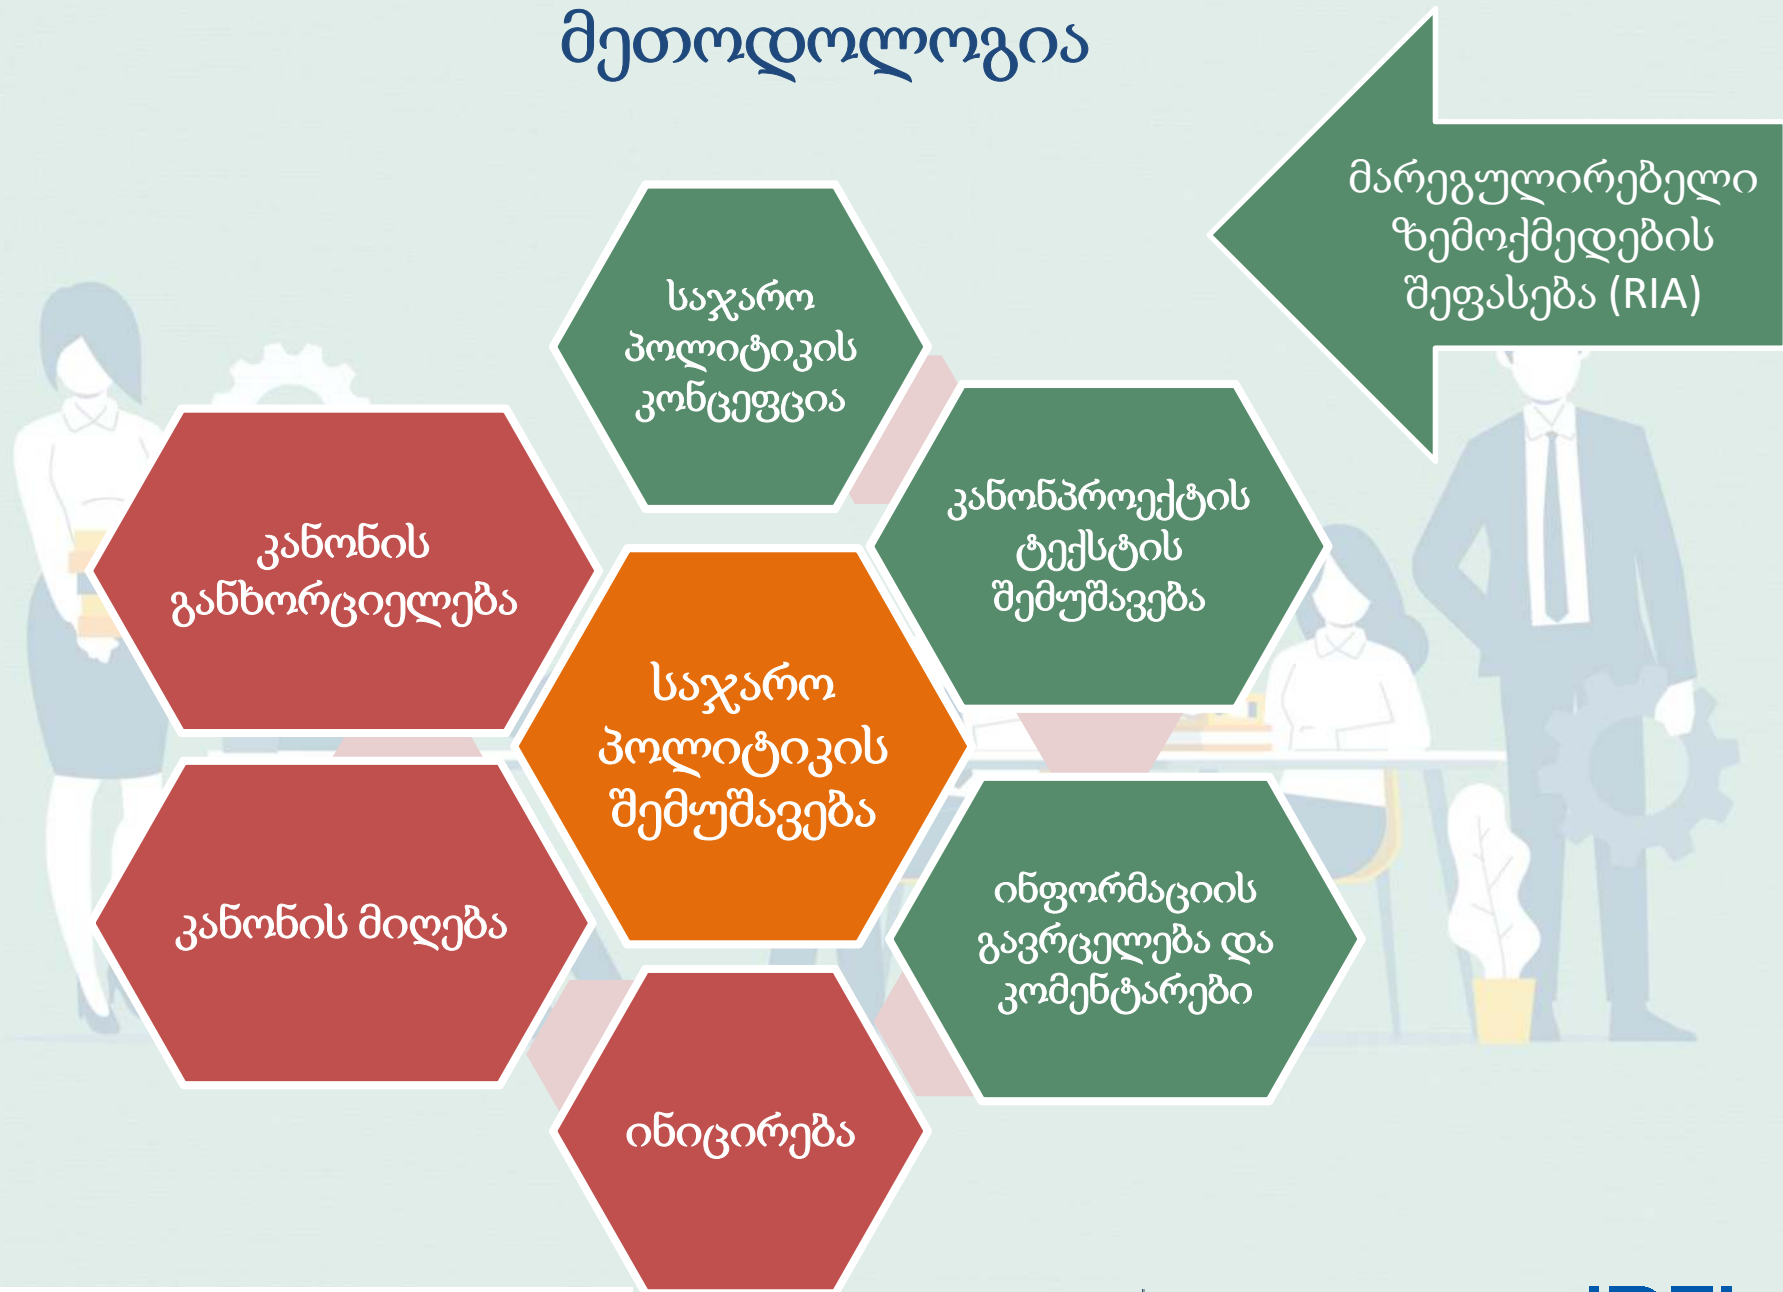 მეთოდოლოგია
მარეგულირებელი
ზემოქმედების
შეფასება (RIA)
საჯარო
პოლიტიკის
კონცეფცია
კანონპროექტის
ტექსტის
შემუშავება
ინფორმაციის
გავრცელება და
კომენტარები
ინიცირება
კანონის მიღება
კანონის
განხორციელება
საჯარო
პოლიტიკის
შემუშავება